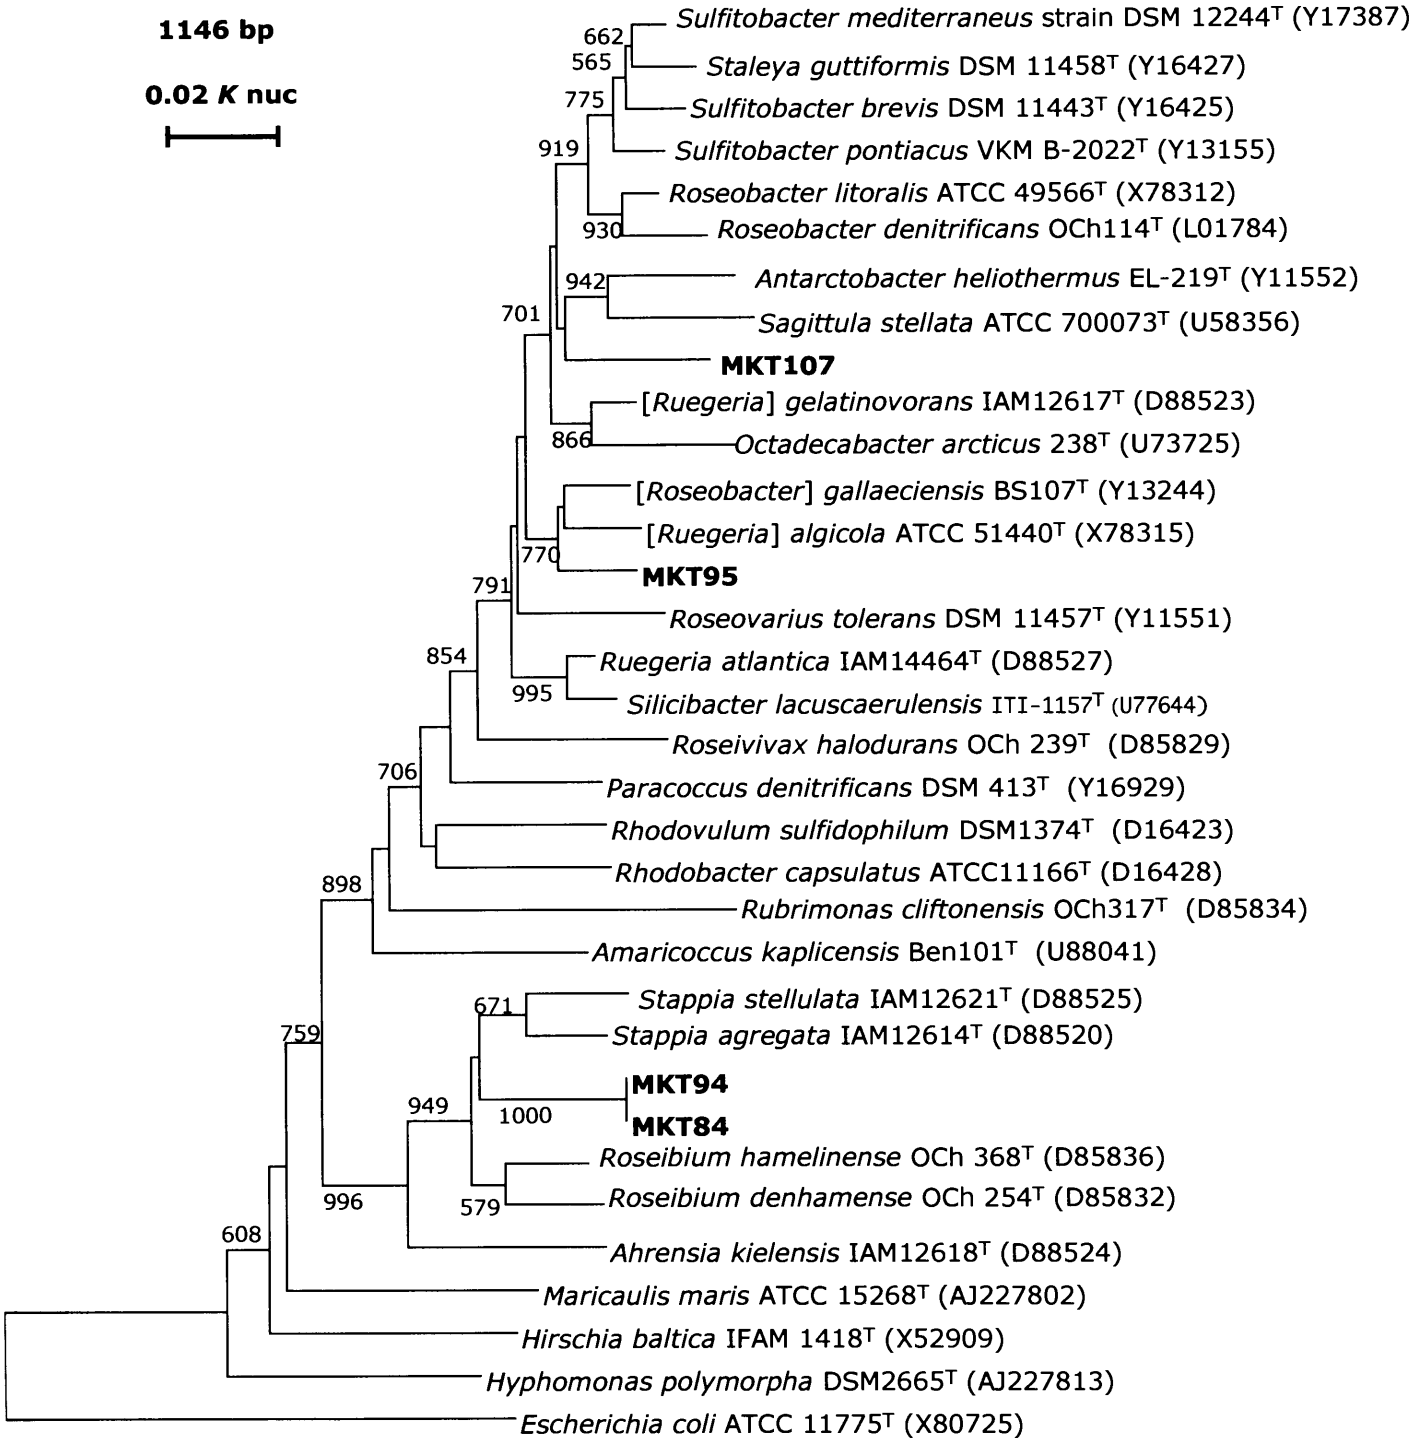 1146 bp
0.02 K nuc
Sulfitobacter mediterraneus strain DSM 12244T (Y17387)
662
565
Staleya guttiformis DSM 11458T (Y16427)
775
Sulfitobacter brevis DSM 11443T (Y16425)
919
Sulfitobacter pontiacus VKM B-2022T (Y13155)
Roseobacter litoralis ATCC 49566T (X78312)
930
Roseobacter denitrificans OCh114T (L01784)
942
Antarctobacter heliothermus EL-219T (Y11552)
701
Sagittula stellata ATCC 700073T (U58356)
MKT107
[Ruegeria] gelatinovorans IAM12617T (D88523)
866
Octadecabacter arcticus 238T (U73725)
[Roseobacter] gallaeciensis BS107T (Y13244)
[Ruegeria] algicola ATCC 51440T (X78315)
770
MKT95
791
Roseovarius tolerans DSM 11457T (Y11551)
854
Ruegeria atlantica IAM14464T (D88527)
995
Silicibacter lacuscaerulensis ITI-1157T (U77644)
Roseivivax halodurans OCh 239T (D85829)
706
Paracoccus denitrificans DSM 413T (Y16929)
Rhodovulum sulfidophilum DSM1374T (D16423)
Rhodobacter capsulatus ATCC11166T (D16428)
898
Rubrimonas cliftonensis OCh317T (D85834)
Amaricoccus kaplicensis Ben101T (U88041)
671
Stappia stellulata IAM12621T (D88525)
759
Stappia agregata IAM12614T (D88520)
MKT94
949
1000
MKT84
Roseibium hamelinense OCh 368T (D85836)
996
579
Roseibium denhamense OCh 254T (D85832)
608
Ahrensia kielensis IAM12618T (D88524)
Maricaulis maris ATCC 15268T (AJ227802)
Hirschia baltica IFAM 1418T (X52909)
Hyphomonas polymorpha DSM2665T (AJ227813)
Escherichia coli ATCC 11775T (X80725)